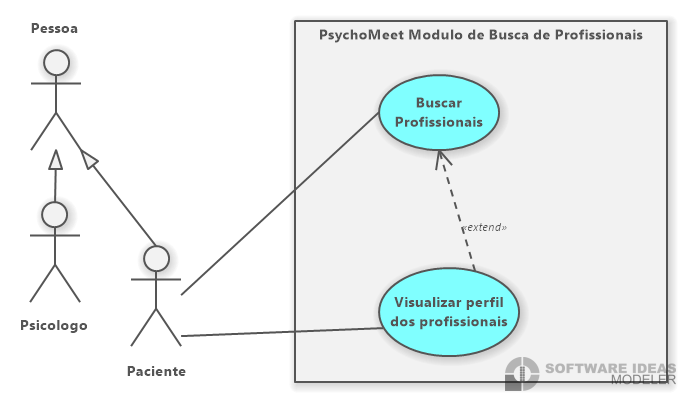 Pessoa
PsychoMeet Modulo de Busca de Profissionais
Buscar
Profissionais
«extend»
Psicologo
Paciente
Visualizar perfil
dos profissionais
SOFTWARE IDEAS
MODELER